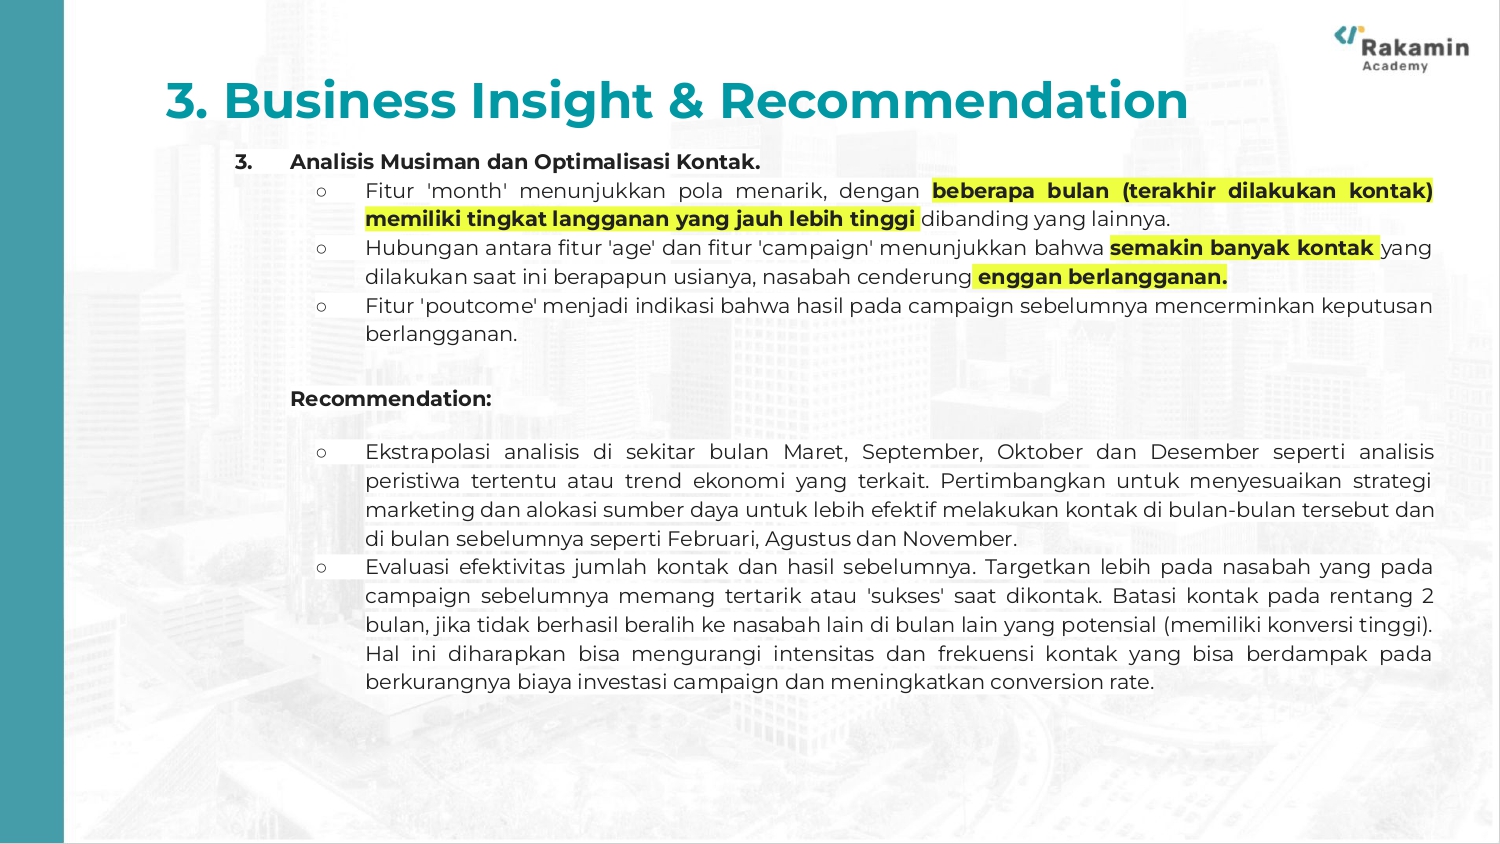 Rakamin
Academy
3. Business Insight & Recommendation
3. Analisis Musiman dan Optimalisasi Kontak.
○ Fitur 'month' menunjukkan pola menarik, dengan beberapa bulan (terakhir dilakukan kontak)
memiliki tingkat langganan yang jauh lebih tinggi dibanding yang lainnya.
○ Hubungan antara fitur 'age' dan fitur 'campaign' menunjukkan bahwa semakin banyak kontak yang
dilakukan saat ini berapapun usianya, nasabah cenderung enggan berlangganan.
○ Fitur 'poutcome' menjadi indikasi bahwa hasil pada campaign sebelumnya mencerminkan keputusan
berlangganan.
Recommendation:
○ Ekstrapolasi analisis di sekitar bulan Maret, September, Oktober dan Desember seperti analisis
peristiwa tertentu atau trend ekonomi yang terkait. Pertimbangkan untuk menyesuaikan strategi
marketing dan alokasi sumber daya untuk lebih efektif melakukan kontak di bulan-bulan tersebut dan
di bulan sebelumnya seperti Februari, Agustus dan November.
○ Evaluasi efektivitas jumlah kontak dan hasil sebelumnya. Targetkan lebih pada nasabah yang pada
campaign sebelumnya memang tertarik atau 'sukses' saat dikontak. Batasi kontak pada rentang 2
bulan, jika tidak berhasil beralih ke nasabah lain di bulan lain yang potensial (memiliki konversi tinggi).
Hal ini diharapkan bisa mengurangi intensitas dan frekuensi kontak yang bisa berdampak pada
berkurangnya biaya investasi campaign dan meningkatkan conversion rate.